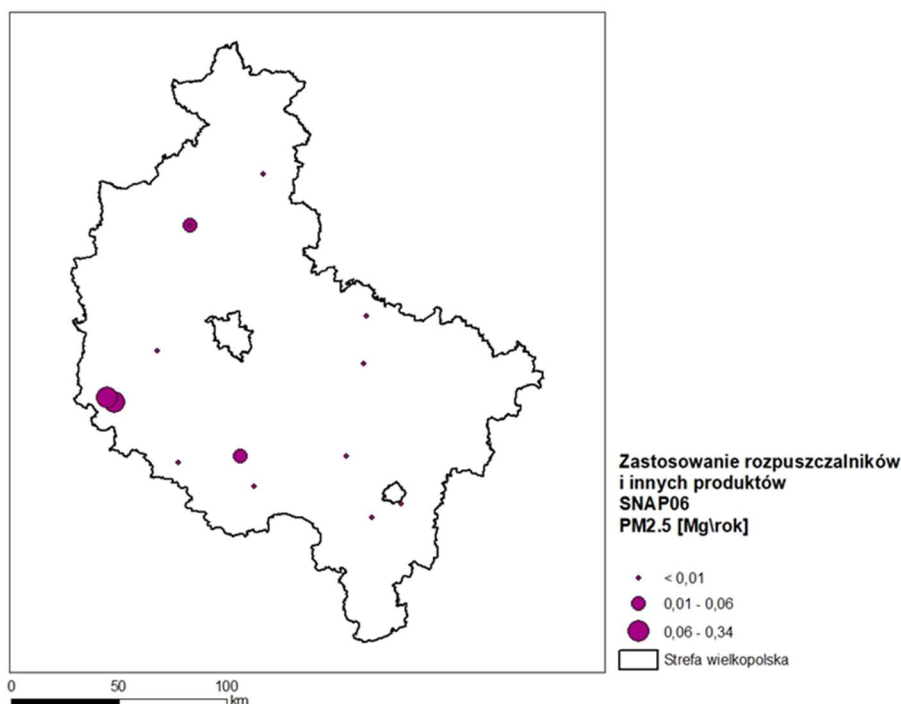 Zastosowanie rozpuszczalników
i innych produktów
SNAP06
PM2.5 [Mg\rok]
< 0,01
0,01 - 0,06
0,06 - 0,34
Strefa wielkopolska
0 50 100
km